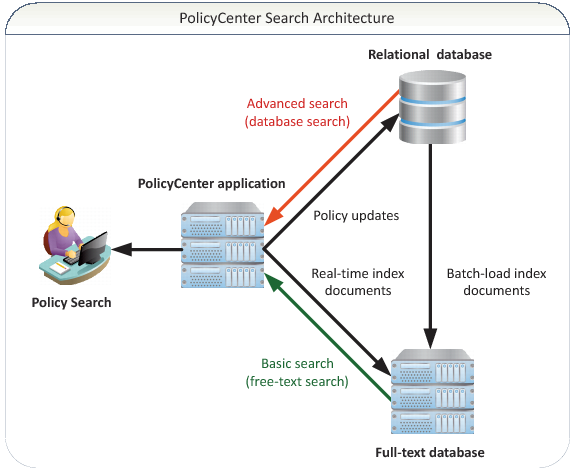 PolicyCenter Search Architecture
Relational database
Advanced search
(database search)
PolicyCenter application
Policy updates
Real-time index
documents
Batch-load index
documents
Policy Search
Basic search
(free-text search)
Full-text database